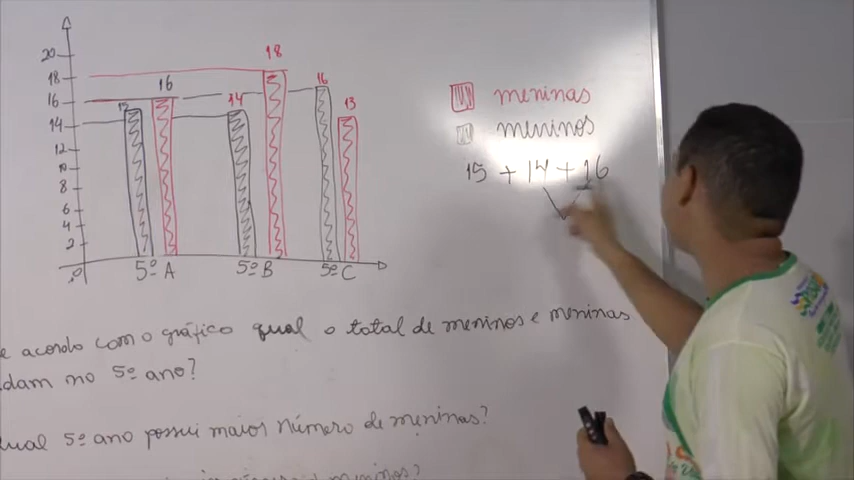 20
18
16
14
12
10
8
6
4
2
0
15
16
14
18
16
13
5º A
5º B
5º C
meninas
meninos
15 + 14 + 16
e acordo com o gráfico qual o total de meninos e meninas
dam no 5º ano?
ual 5º ano possui maior número de meninas?
e meninos?